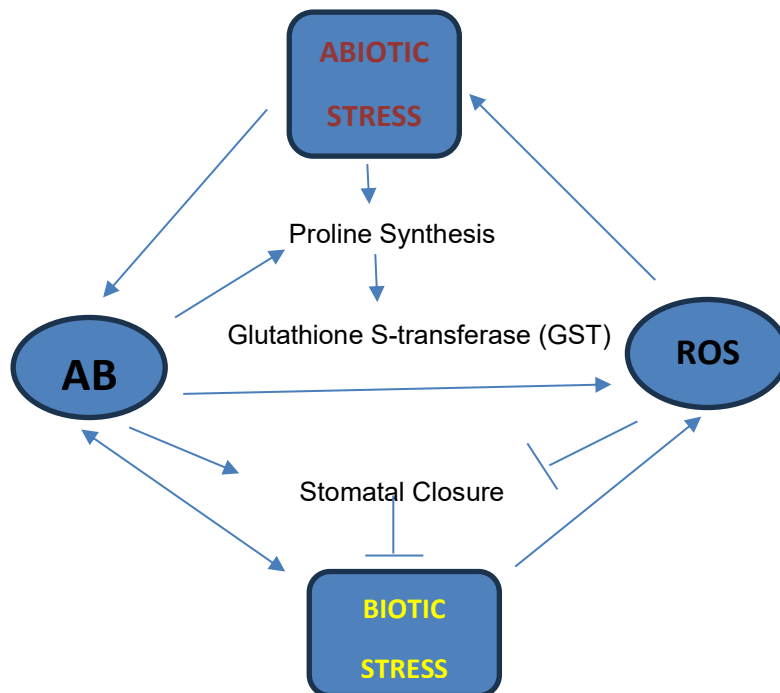 ABIOTIC
STRESS
Proline Synthesis
Glutathione S-transferase (GST)
AB
ROS
Stomatal Closure
BIOTIC
STRESS